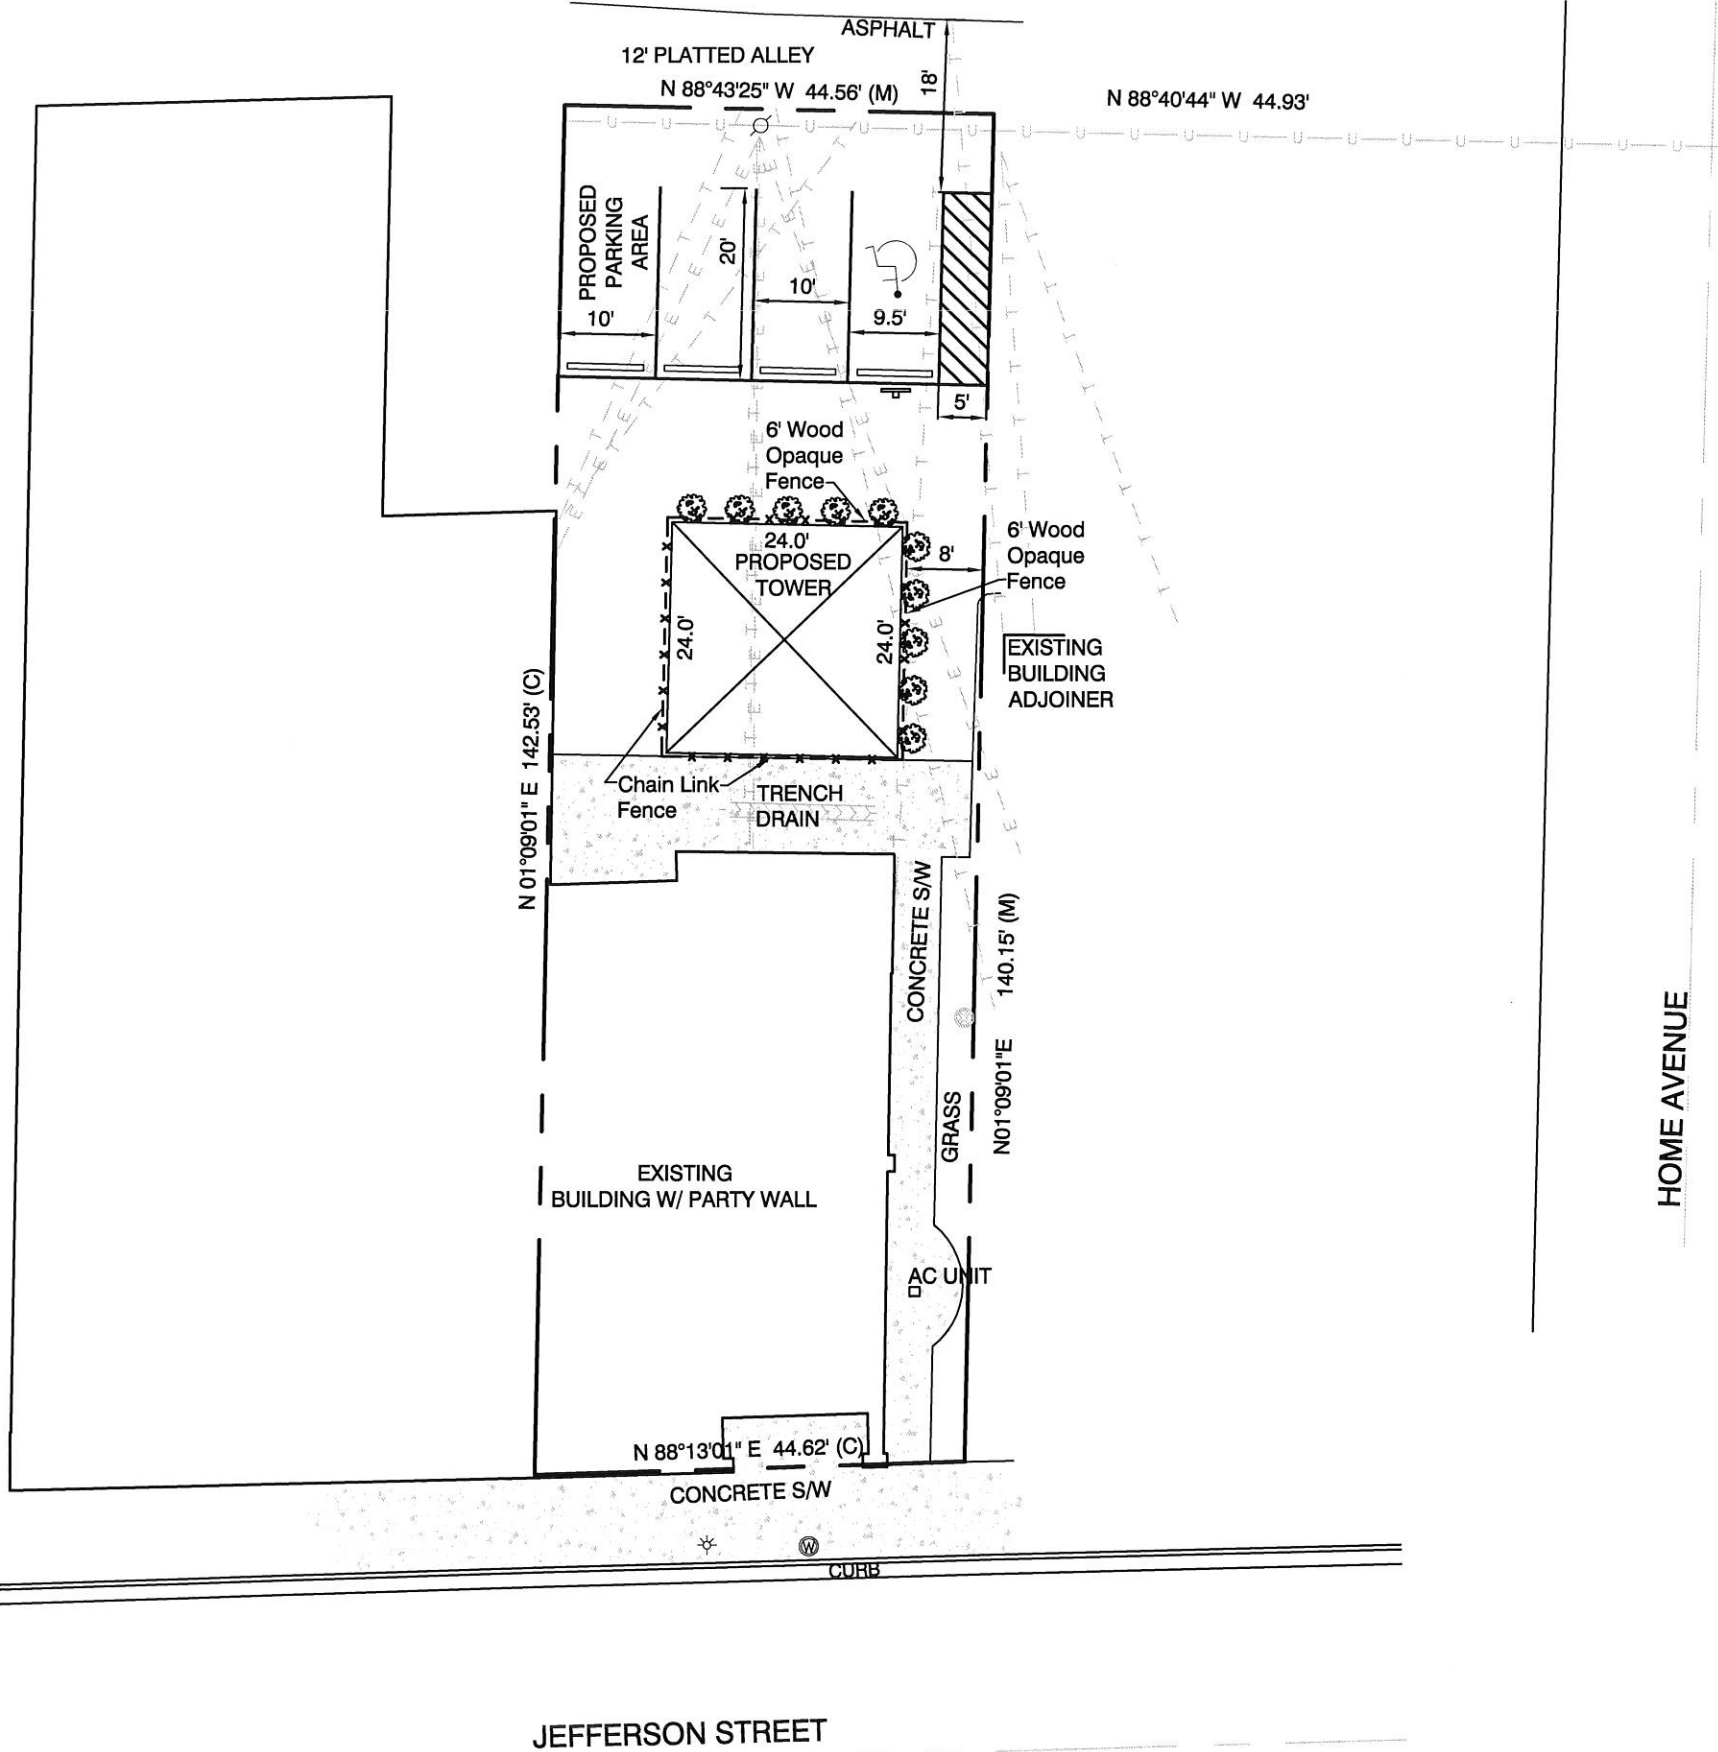 ASPHALT
12' PLATTED ALLEY
N 88°43'25" W 44.56' (M)
18'
N 88°40'44" W 44.93'
PROPOSED
PARKING
AREA
20'
10'
10'
9.5'
5'
6' Wood
Opaque
Fence
24.0'
PROPOSED
TOWER
24.0'
24.0'
8'
6' Wood
Opaque
Fence
EXISTING
BUILDING
ADJOINER
N 01°09'01" E 142.53' (C)
Chain Link
Fence
TRENCH
DRAIN
CONCRETE S/W
N01°09'01"E 140.15' (M)
GRASS
HOME AVENUE
EXISTING
BUILDING W/ PARTY WALL
AC UNIT
N 88°13'01" E 44.62' (C)
CONCRETE S/W
W
CURB
JEFFERSON STREET